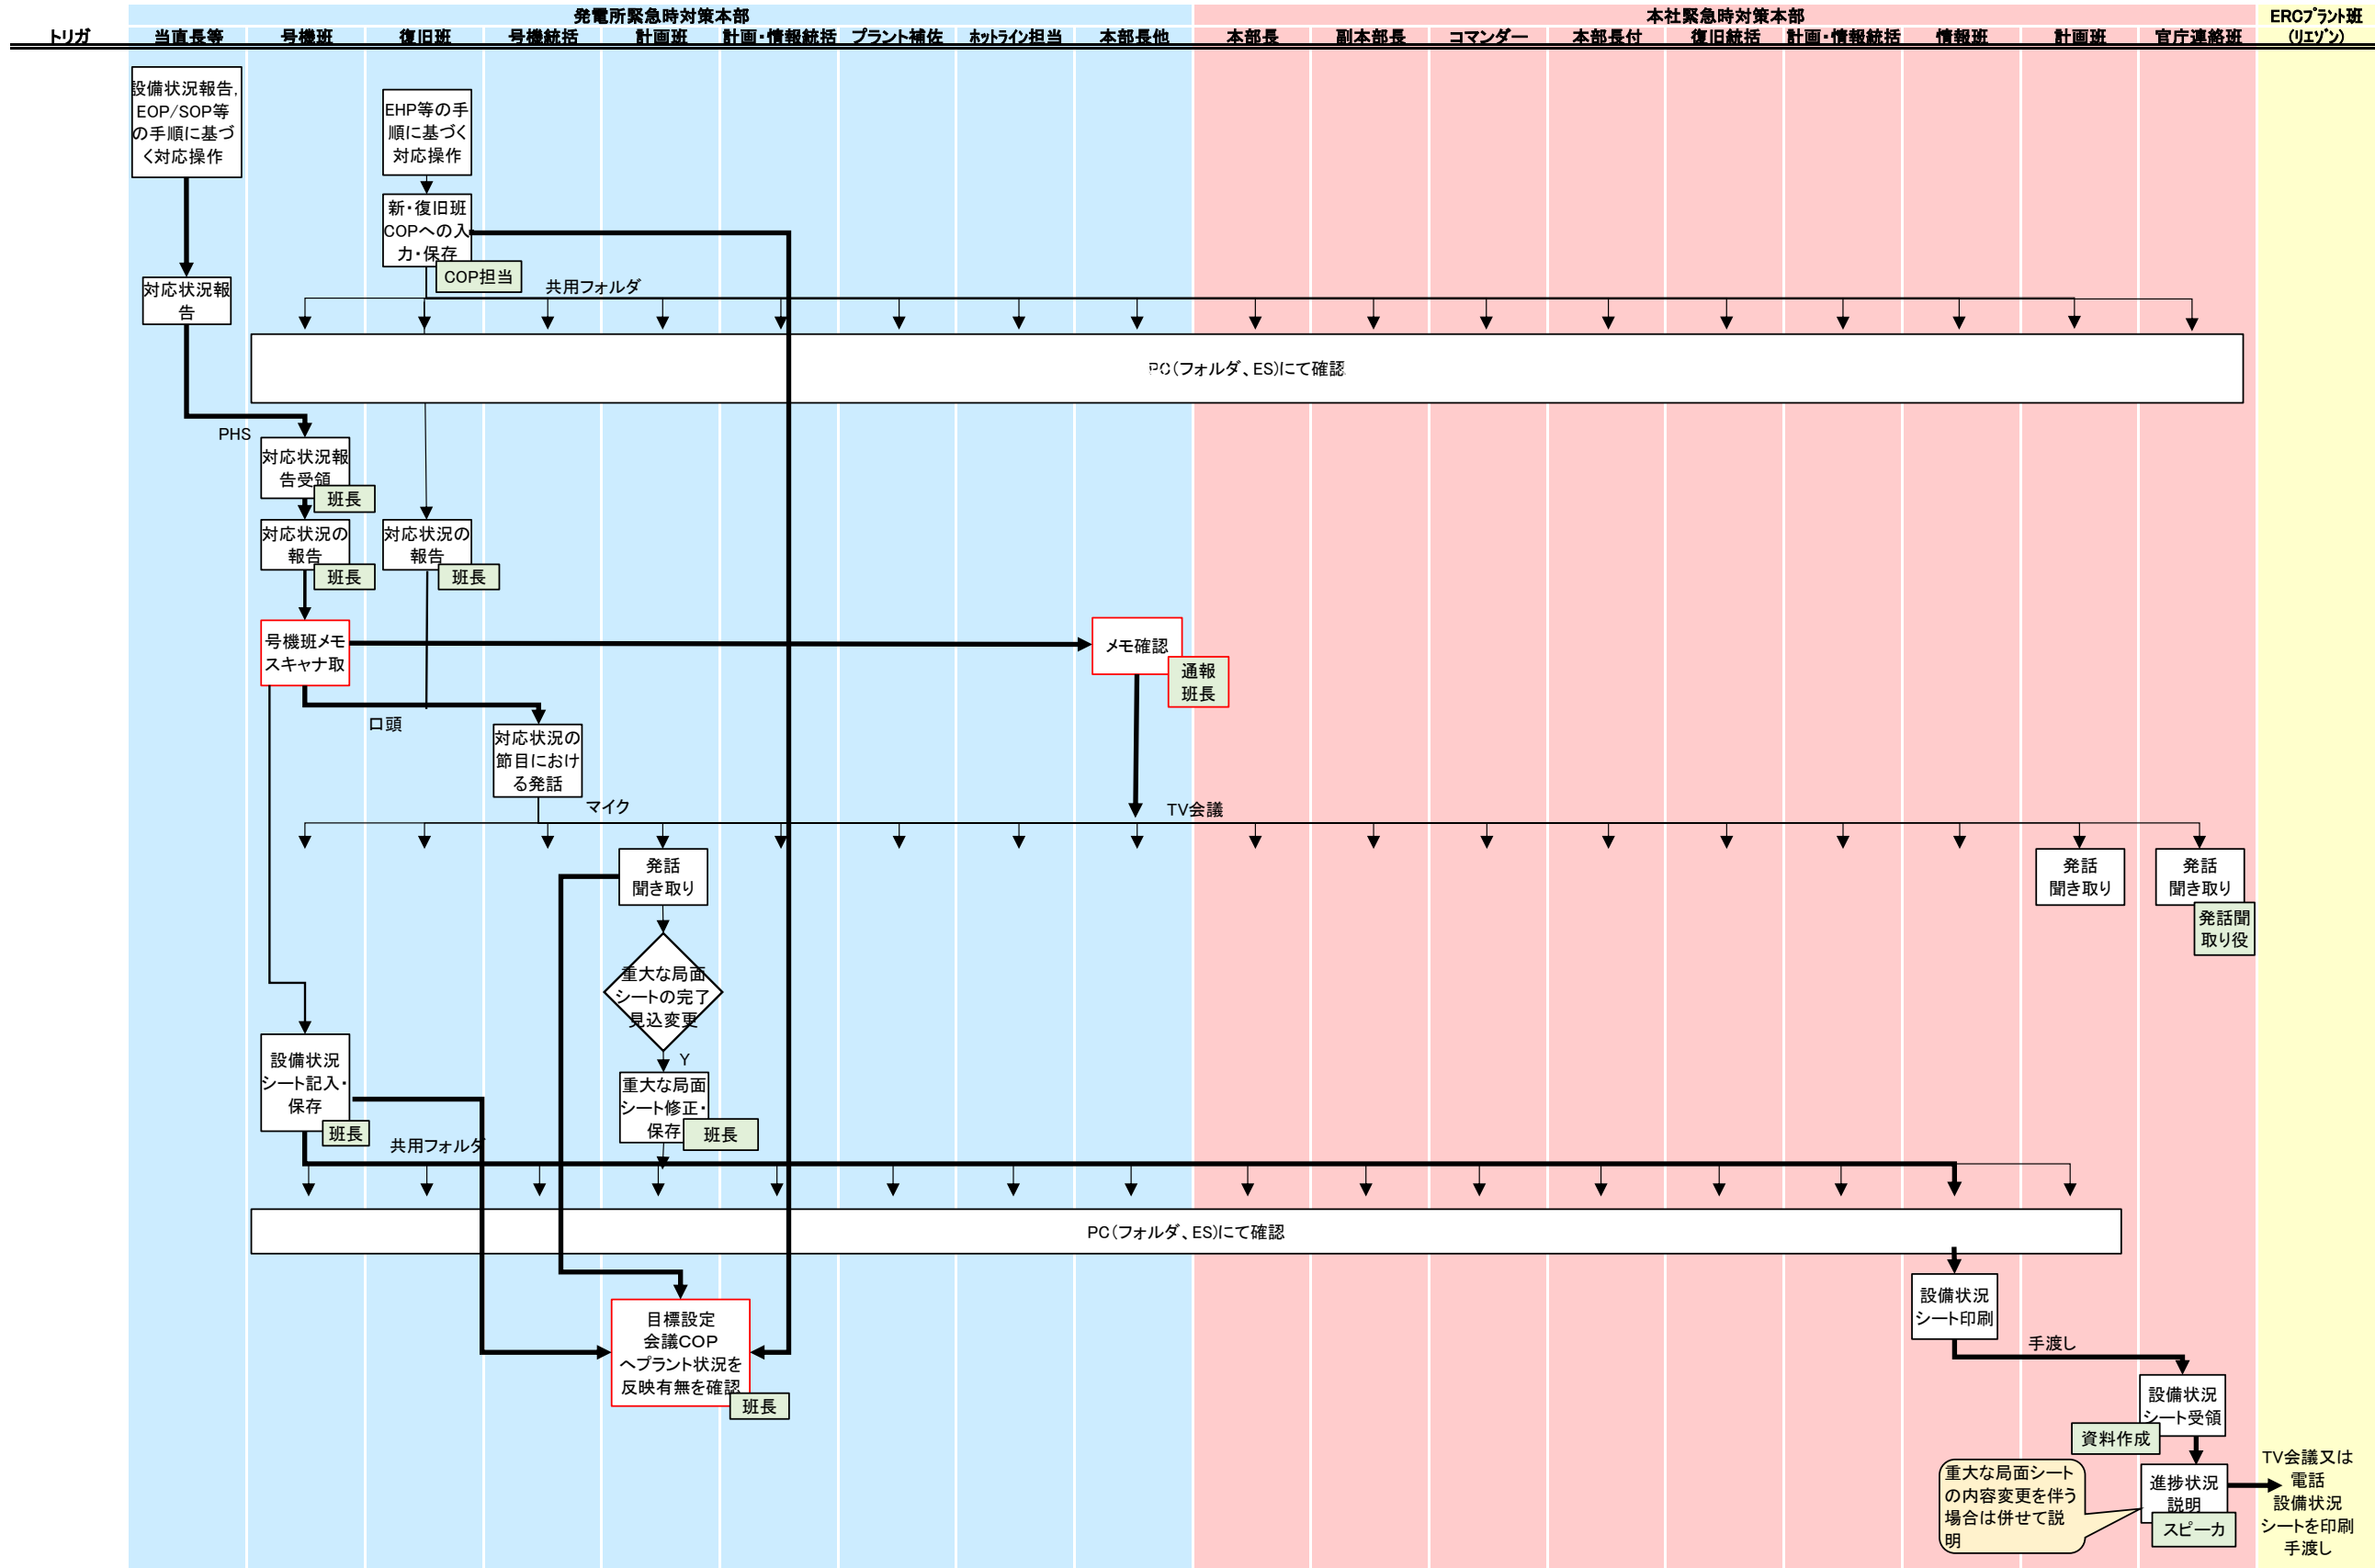 発電所緊急時対策本部
本社緊急時対策本部
ERCプラント班
(リエゾン)
トリガ
当直長等
号機班
復旧班
号機統括
計画班
計画・情報統括
プラント補佐
ホットライン担当
本部長他
本部長
副本部長
コマンダー
本部長付
復旧統括
計画・情報統括
情報班
計画班
官庁連絡班
設備状況報告,
EOP/SOP等
の手順に基づ
く対応操作
EHP等の手
順に基づく
対応操作
新・復旧班
COPへの入
力・保存
COP担当
対応状況報
告
共用フォルダ
PC(フォルダ、ES)にて確認
PHS
対応状況報
告受領
班長
対応状況の
報告
班長
対応状況の
報告
班長
号機班メモ
スキャナ取
メモ確認
通報
班長
口頭
対応状況の
節目におけ
る発話
マイク
TV会議
発話
聞き取り
発話
聞き取り
発話
聞き取り
発話聞
取り役
重大な局面
シートの完了
見込変更
Y
設備状況
シート記入・
保存
班長
重大な局面
シート修正・
保存
班長
共用フォルダ
PC(フォルダ、ES)にて確認
目標設定
会議COP
へプラント状況を
反映有無を確認
班長
設備状況
シート印刷
手渡し
設備状況
シート受領
資料作成
重大な局面シート
の内容変更を伴う
場合は併せて説
明
進捗状況
説明
スピーカ
TV会議又は
電話
設備状況
シートを印刷
手渡し